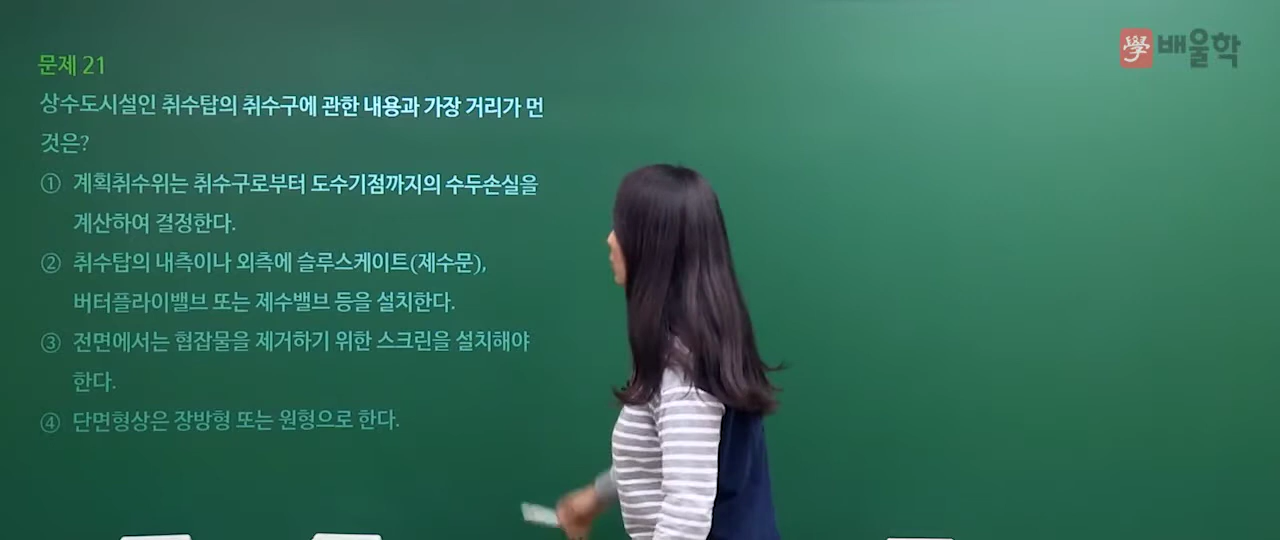 學 배울학
문제 21
상수도시설인 취수탑의 취수구에 관한 내용과 가장 거리가 먼
것은?
① 계획취수위는 취수구로부터 도수기점까지의 수두손실을
계산하여 결정한다.
② 취수탑의 내측이나 외측에 슬루스케이트(제수문),
버터플라이밸브 또는 제수밸브 등을 설치한다.
③ 전면에서는 협잡물을 제거하기 위한 스크린을 설치해야
한다.
④ 단면형상은 장방형 또는 원형으로 한다.